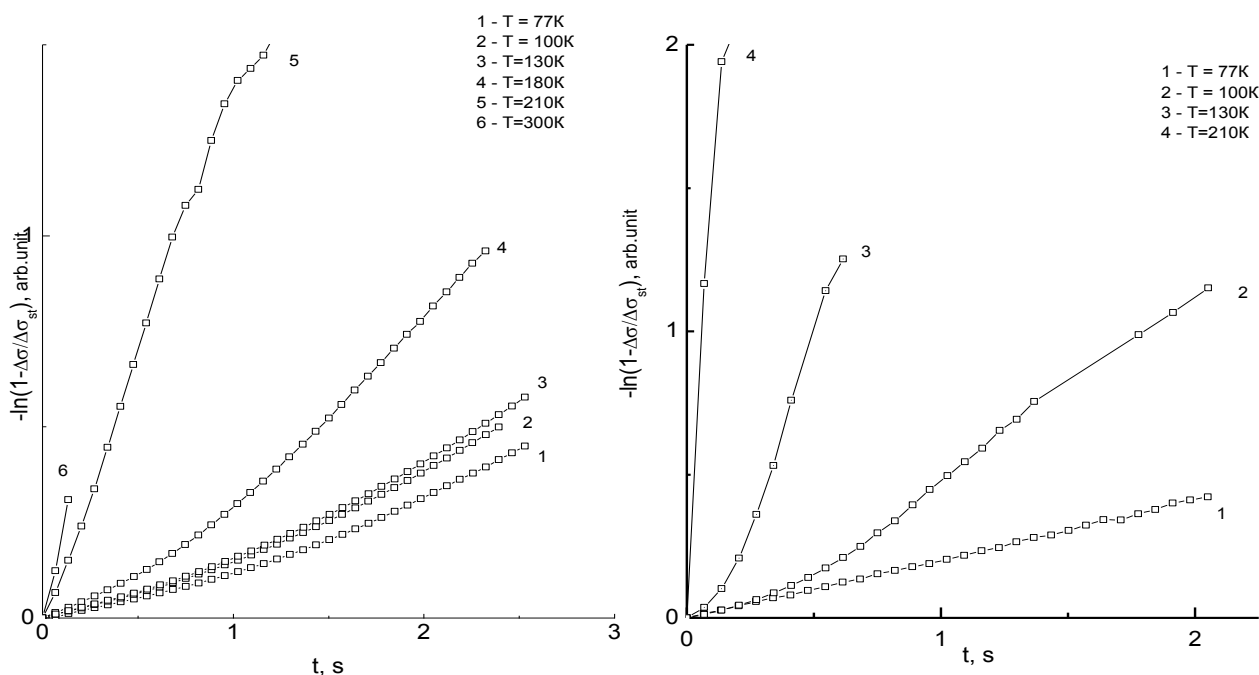 1 - T = 77K
2 - T = 100K
3 - T=130K
4 - T=180K
5 - T=210K
6 - T=300K
5
4
3
2
1
6
1
0
-ln(1-Δσ/Δσst), arb.unit
0
1
2
3
t, s
1 - T = 77K
2 - T = 100K
3 - T=130K
4 - T=210K
4
3
2
1
2
1
0
-ln(1-Δσ/Δσst), arb.unit
0
1
2
t, s